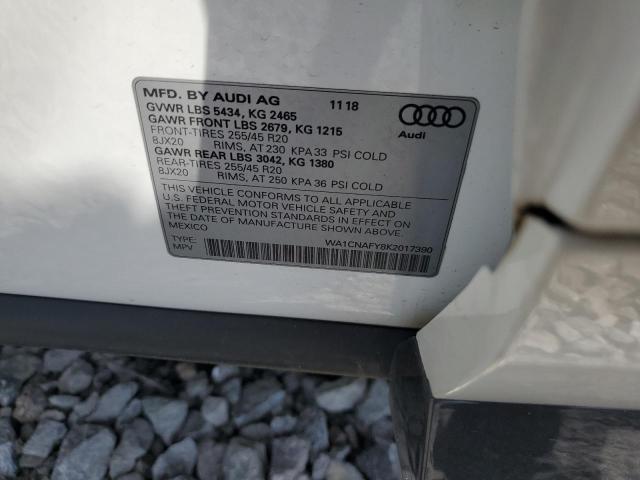 MFD. BY AUDI AG 11 18
GVWR LBS 5434, KG 2465
GAWR FRONT LBS 2679, KG 1215
FRONT-TIRES 255/45 R20
8JX20 RIMS, AT 230 KPA 33 PSI COLD
GAWR REAR LBS 3042, KG 1380
REAR-TIRES 255/45 R20
8JX20 RIMS, AT 250 KPA 36 PSI COLD
THIS VEHICLE CONFORMS TO ALL APPLICABLE
U.S. FEDERAL MOTOR VEHICLE SAFETY AND
THEFT PREVENTION STANDARDS IN EFFECT ON
THE DATE OF MANUFACTURE
MEXICO
TYPE: WA1CNAFY8K2017390
MPV
Audi